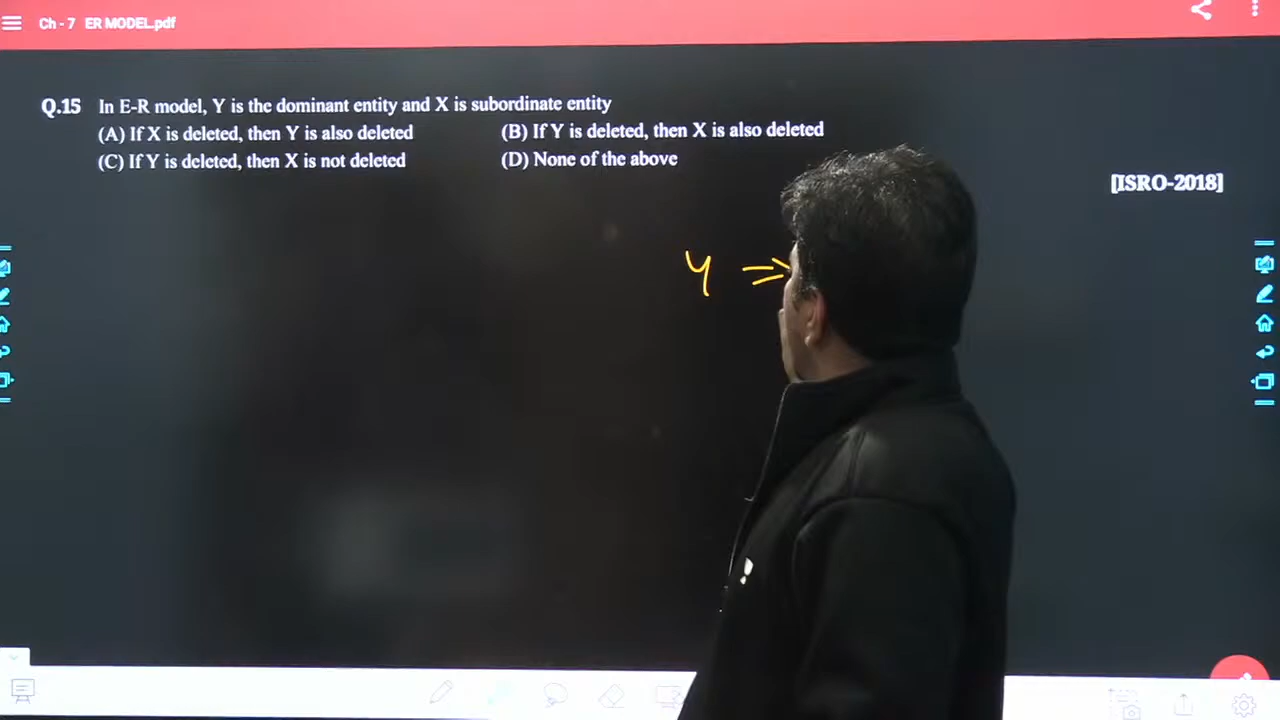 Ch - 7 ER MODEL.pdf
Q.15 In E-R model, Y is the dominant entity and X is subordinate entity
(A) If X is deleted, then Y is also deleted (B) If Y is deleted, then X is also deleted
(C) If Y is deleted, then X is not deleted (D) None of the above
[ISRO-2018]
Y ⇒